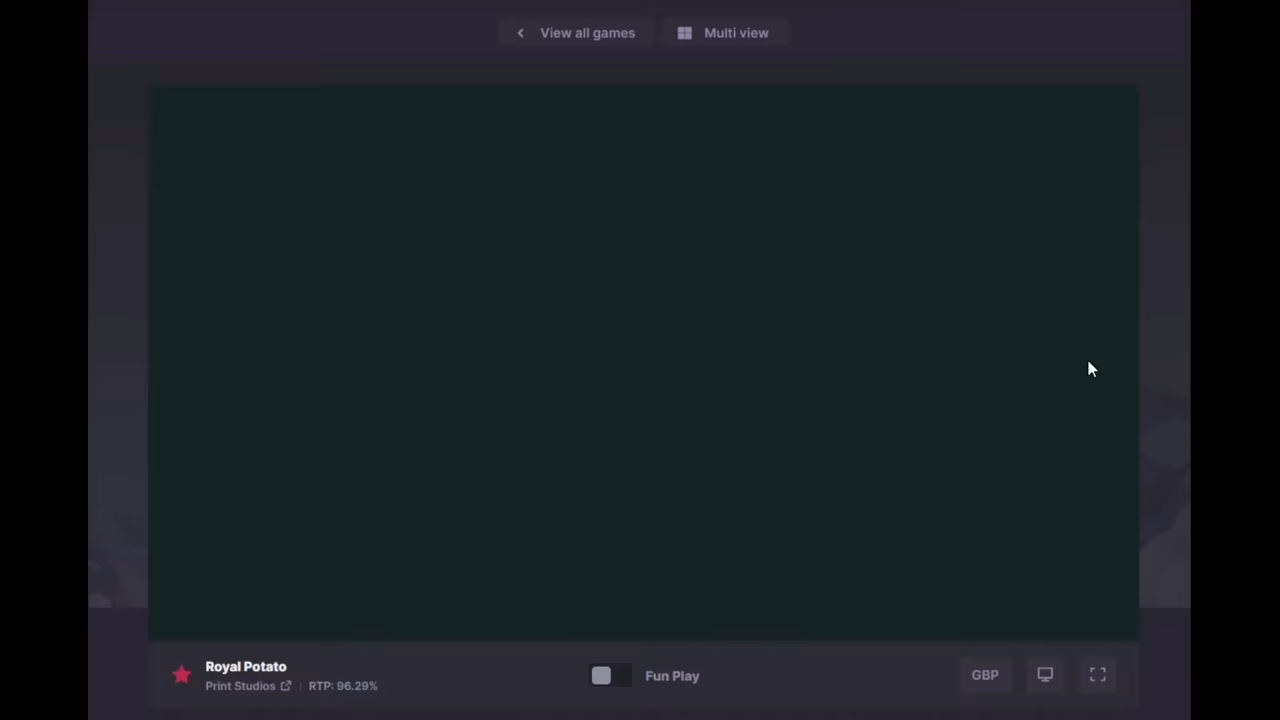 View all games
Multi view
Royal Potato
Print Studios
RTP: 96.29%
Fun Play
GBP